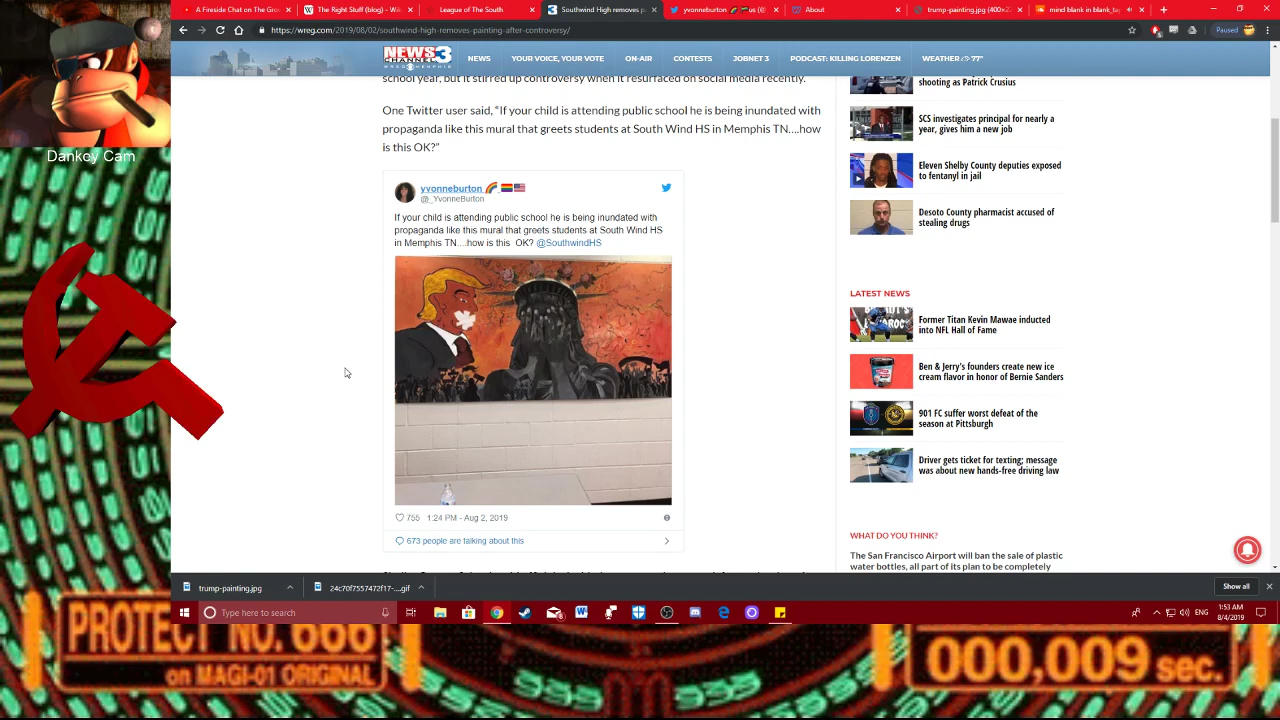 A Fireside Chat on The Gro
The Right Stuff (blog) - Wik
League of The South
Southwind High removes pa
yvonneburton
us (@
About
trump-painting.jpg (400×2
mind blank in blank_
https://wreg.com/2019/08/02/southwind-high-removes-painting-after-controversy/
Paused
NEWS
CHANNEL 3
WREG MEMPHIS
NEWS
YOUR VOICE, YOUR VOTE
ON-AIR
CONTESTS
JOBNET 3
PODCAST: KILLING LORENZEN
WEATHER 77°
school year, but it stirred up controversy when it resurfaced on social media recently.
One Twitter user said, “If your child is attending public school he is being inundated with
propaganda like this mural that greets students at South Wind HS in Memphis TN….how
is this OK?”
yvonneburton
@_YvonneBurton
If your child is attending public school he is being inundated with
propaganda like this mural that greets students at South Wind HS
in Memphis TN....how is this OK? @SouthwindHS
755 1:24 PM - Aug 2, 2019
673 people are talking about this
shooting as Patrick Crusius
SCS investigates principal for nearly a
year, gives him a new job
Eleven Shelby County deputies exposed
to fentanyl in jail
Desoto County pharmacist accused of
stealing drugs
LATEST NEWS
Former Titan Kevin Mawae inducted
into NFL Hall of Fame
Ben & Jerry's founders create new ice
cream flavor in honor of Bernie Sanders
901 FC suffer worst defeat of the
season at Pittsburgh
Driver gets ticket for texting; message
was about new hands-free driving law
WHAT DO YOU THINK?
The San Francisco Airport will ban the sale of plastic
water bottles, all part of its plan to be completely
Dankey Cam
trump-painting.jpg
24c70f7557472f17-....gif
Show all
Type here to search
ENG
1:53 AM
8/4/2019
PROTECT NO.
on MAGI-01 ORIGINAL
000,009 sec.